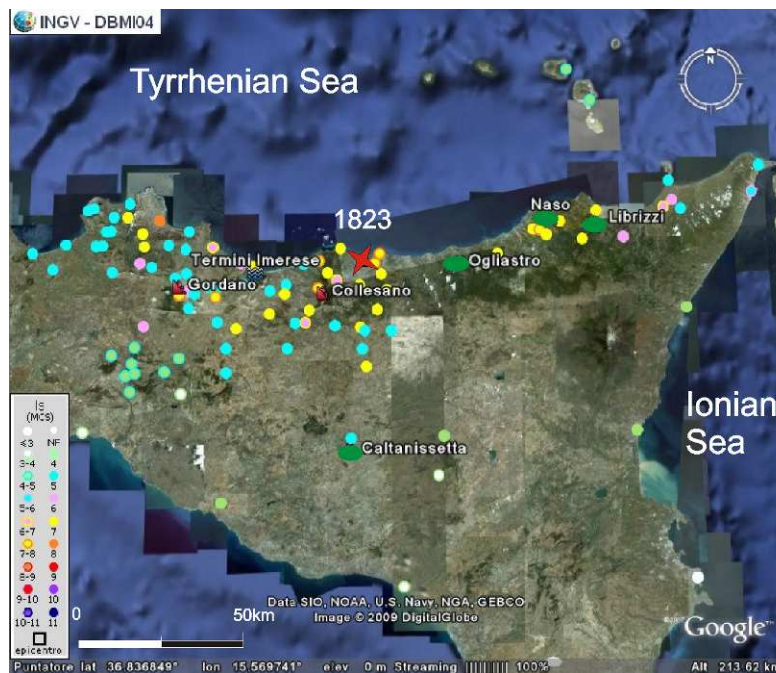 INGV - DBMI04
N
Tyrrhenian Sea
1823
Naso
Librizzi
Termini Imerese
Ogliastro
Gordano
Collesano
Ionian
Sea
Caltanissetta
Is
(MCS)
≤3 NF
3-4 4
4-5 5
5-6 6
6-7 7
7-8 8
8-9 9
9-10 10
10-11 11
epicentro
0 50km
Data SIO, NOAA, U.S. Navy, NGA, GEBCO
Image © 2009 DigitalGlobe
Google™
Puntatore lat 36.836849° lon 15.569741° elev 0 m Streaming ||||||||| 100% Alt 213.62 km